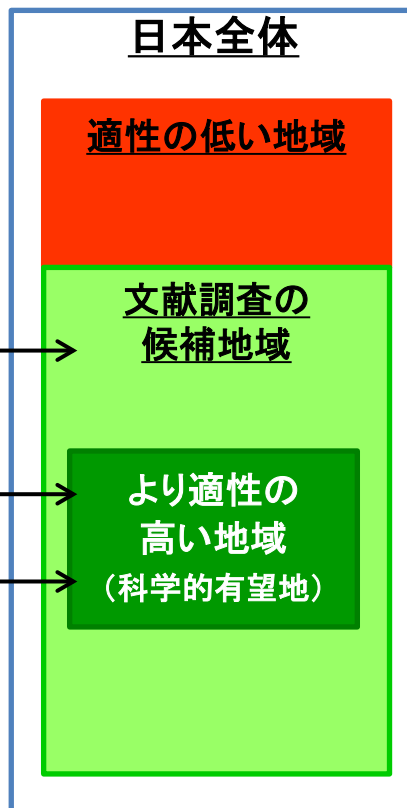 日本全体
適性の低い地域
文献調査の
候補地域
より適性の
高い地域
（科学的有望地）